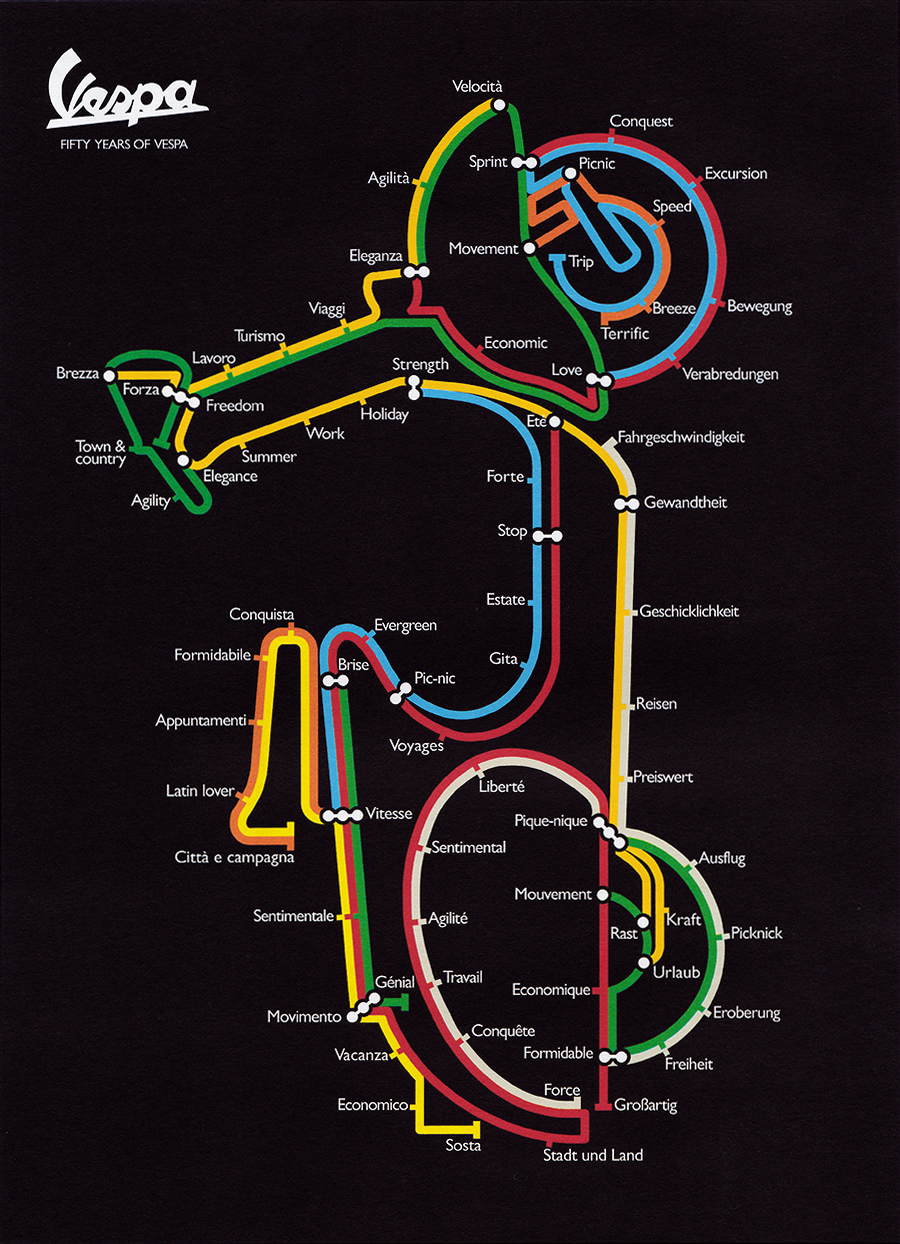 Vespa
FIFTY YEARS OF VESPA
Velocità
Conquest
Sprint
Picnic
Excursion
Agilità
Speed
Movement
Eleganza
Trip
Viaggi
Breeze
Bewegung
Terrific
Turismo
Economic
Lavoro
Strength
Love
Verabredungen
Brezza
Forza
Freedom
Holiday
Ete
Work
Fahrgeschwindigkeit
Town &
country
Summer
Elegance
Forte
Agility
Gewandtheit
Stop
Estate
Geschicklichkeit
Conquista
Evergreen
Formidabile
Brise
Gita
Pic-nic
Reisen
Appuntamenti
Voyages
Preiswert
Liberté
Latin lover
Vitesse
Pique-nique
Sentimental
Città e campagna
Ausflug
Mouvement
Sentimentale
Agilité
Kraft
Rast
Picknick
Urlaub
Travail
Génial
Economique
Movimento
Eroberung
Conquête
Vacanza
Formidable
Freiheit
Force
Economico
Großartig
Sosta
Stadt und Land